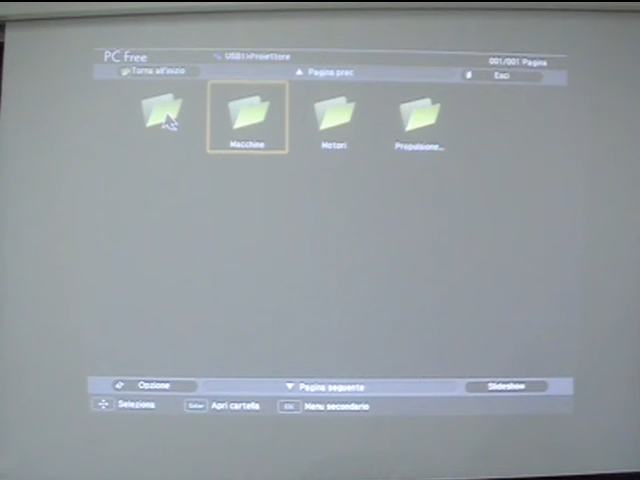 PC Free
USB1>Proiettore
001/001 Pagina
Torna all'inizio
Pagina prec
Esci
Macchine
Motori
Propulsione...
Opzione
Pagina seguente
Slideshow
Seleziona
Enter Apri cartella
Esc Menu secondario